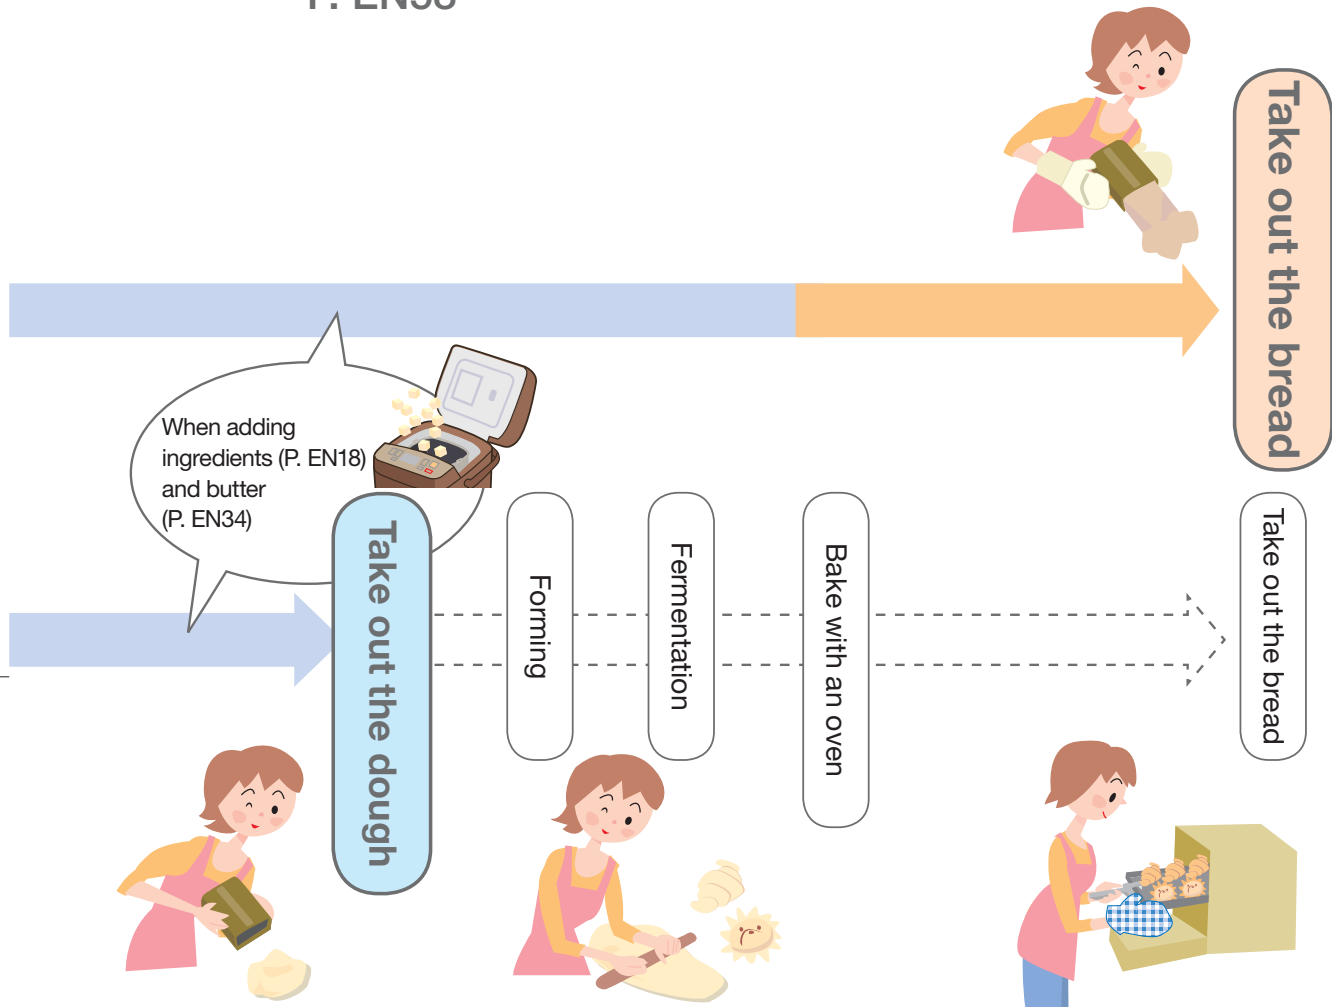 Take out the bread
When adding
ingredients (P. EN18)
and butter
(P. EN34)
Take out the dough
Forming
Fermentation
Bake with an oven
Take out the bread